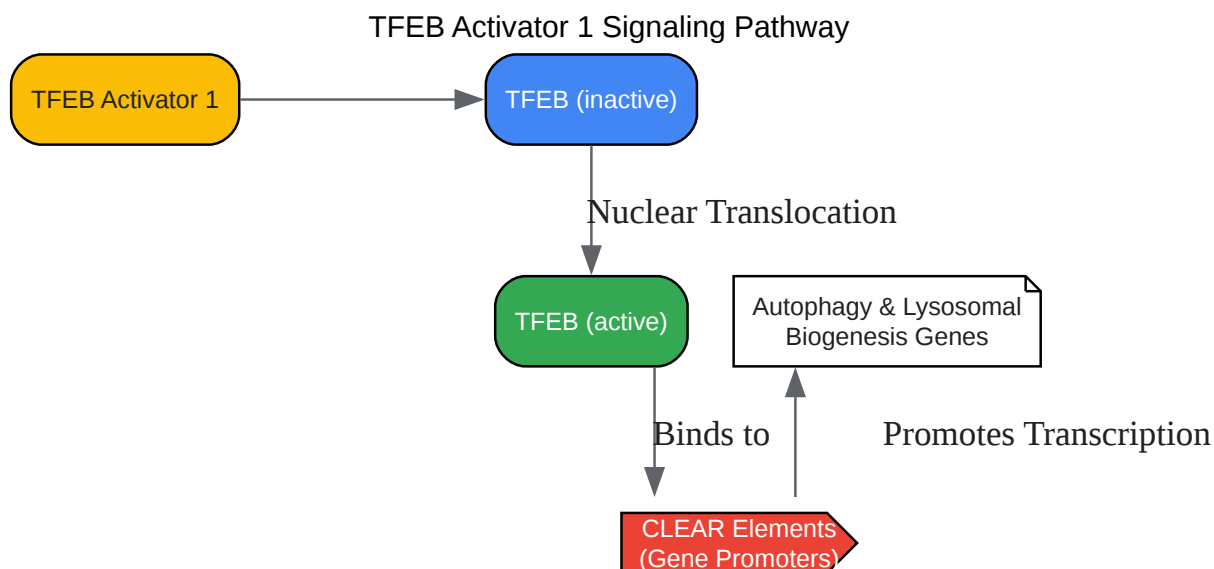 TFEB Activator 1 Signaling Pathway
TFEB Activator 1
TFEB (inactive)
Nuclear Translocation
TFEB (active)
Autophagy & Lysosomal
Biogenesis Genes
Binds to
Promotes Transcription
CLEAR Elements
(Gene Promoters)